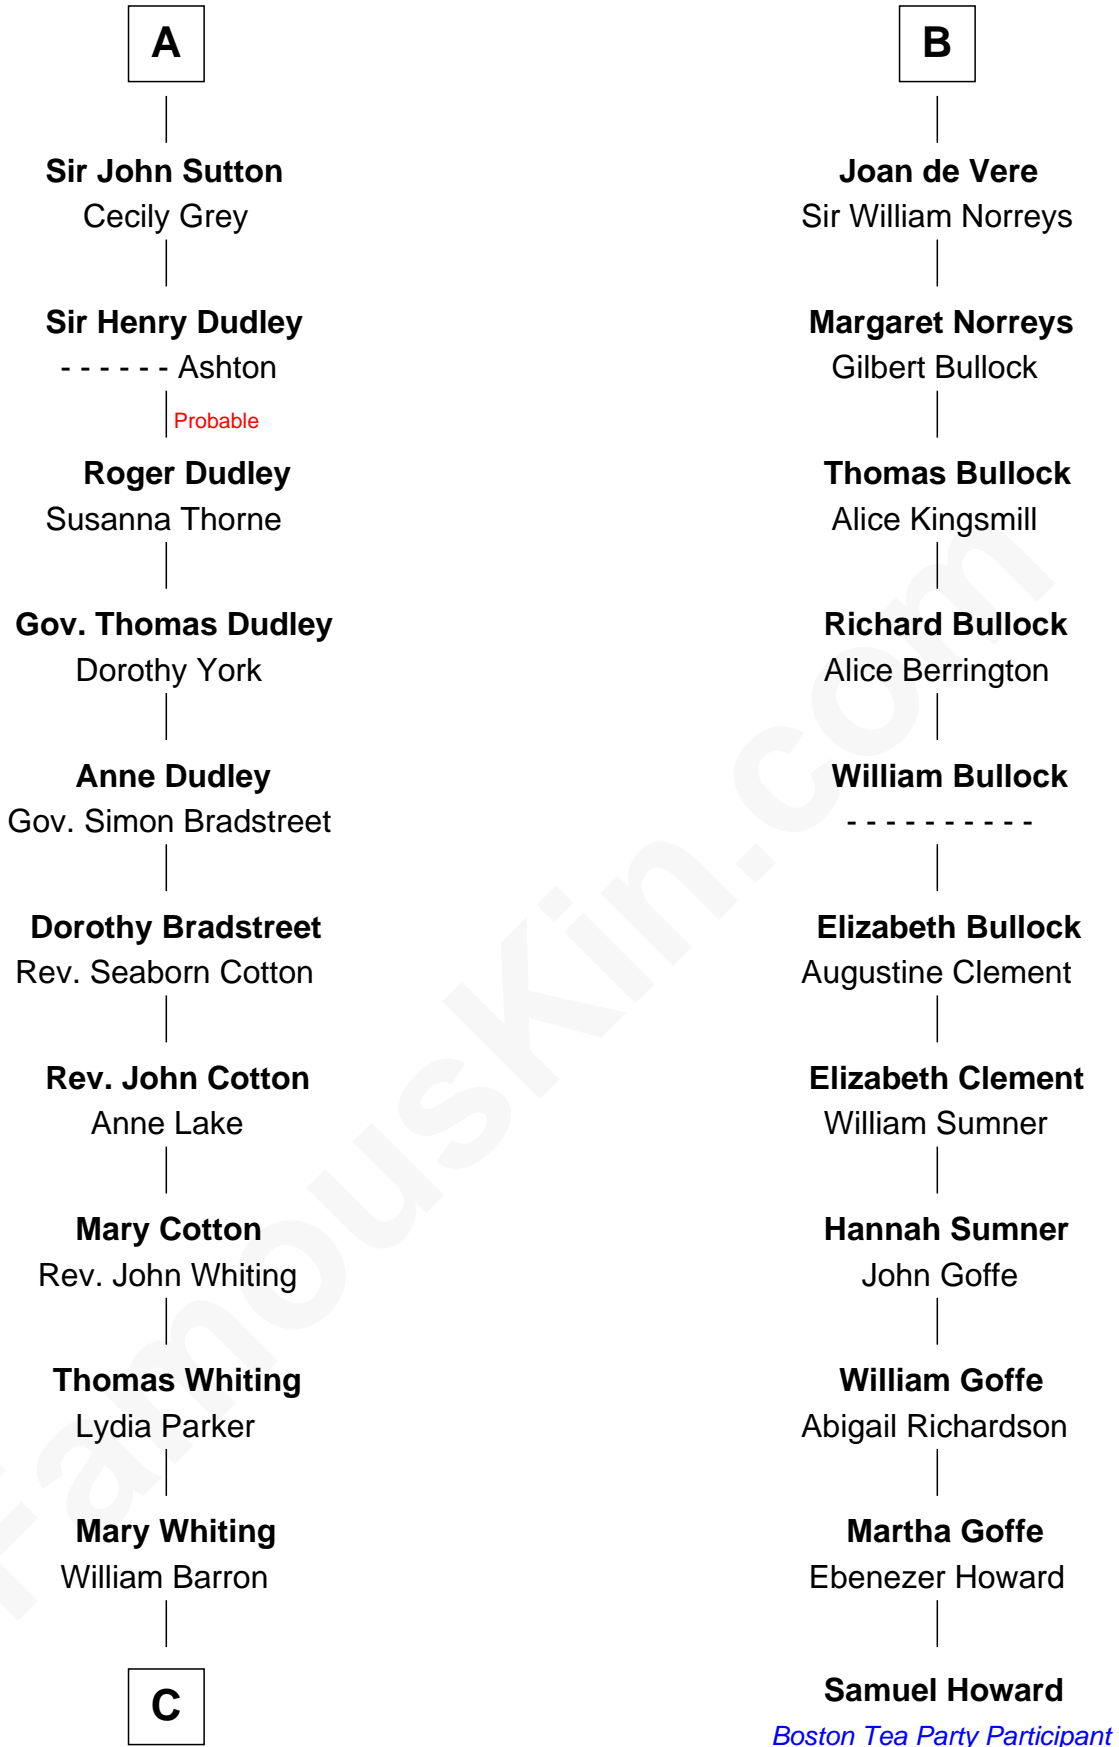 A
Sir John Sutton
Cecily Grey
Sir Henry Dudley
- - - - - - Ashton
Probable
Roger Dudley
Susanna Thorne
Gov. Thomas Dudley
Dorothy York
Anne Dudley
Gov. Simon Bradstreet
Dorothy Bradstreet
Rev. Seaborn Cotton
Rev. John Cotton
Anne Lake
Mary Cotton
Rev. John Whiting
Thomas Whiting
Lydia Parker
Mary Whiting
William Barron
C
B
Joan de Vere
Sir William Norreys
Margaret Norreys
Gilbert Bullock
Thomas Bullock
Alice Kingsmill
Richard Bullock
Alice Berrington
William Bullock
- - - - - - - - - -
Elizabeth Bullock
Augustine Clement
Elizabeth Clement
William Sumner
Hannah Sumner
John Goffe
William Goffe
Abigail Richardson
Martha Goffe
Ebenezer Howard
Samuel Howard
Boston Tea Party Participant
FamousKin.com